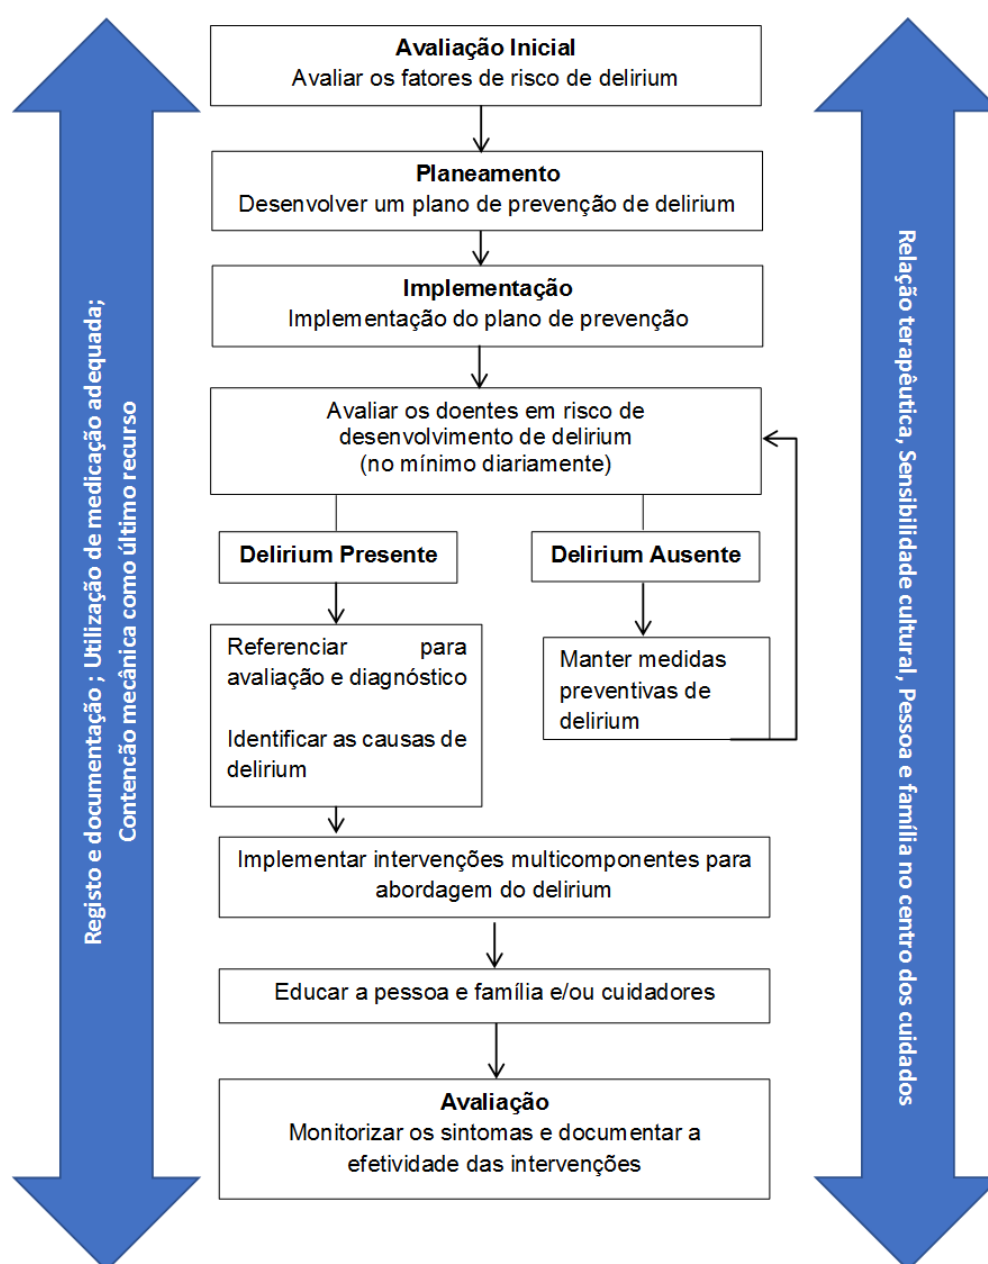 Avaliação Inicial
Avaliar os fatores de risco de delirium
Planeamento
Desenvolver um plano de prevenção de delirium
Implementação
Implementação do plano de prevenção
Avaliar os doentes em risco de
desenvolvimento de delirium
(no mínimo diariamente)
Delirium Presente
Delirium Ausente
Referenciar para
avaliação e diagnóstico
Identificar as causas de
delirium
Manter medidas
preventivas de
delirium
Implementar intervenções multicomponentes para
abordagem do delirium
Educar a pessoa e família e/ou cuidadores
Avaliação
Monitorizar os sintomas e documentar a
efetividade das intervenções
Registo e documentação ; Utilização de medicação adequada;
Contenção mecânica como último recurso
Relação terapêutica, Sensibilidade cultural, Pessoa e família no centro dos cuidados